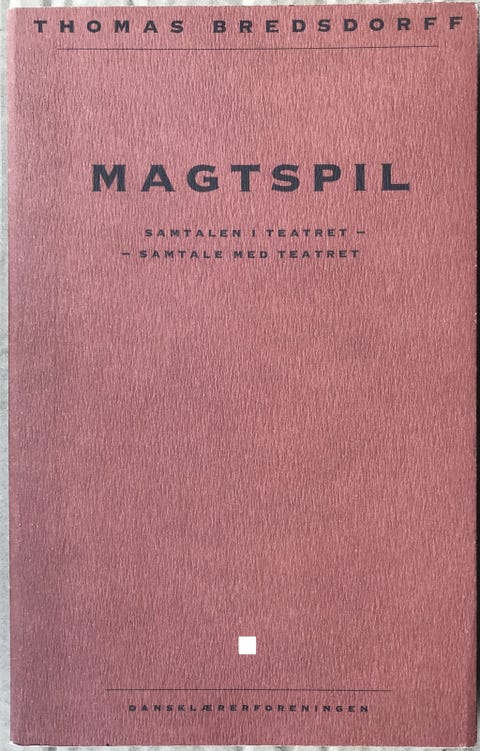 THOMAS BREDSDORFF
MAGTSPIL
SAMTALEN I TEATRET –
– SAMTALE MED TEATRET
DANSKLÆRERFORENINGEN